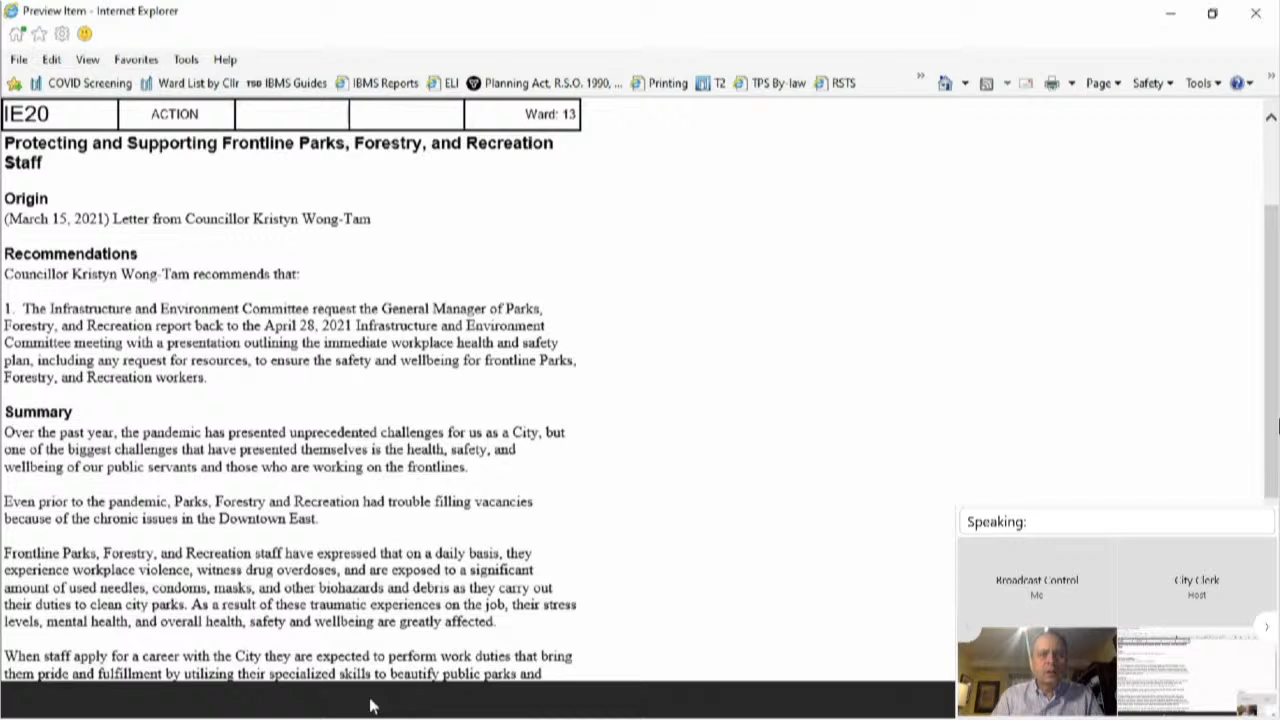 Preview Item - Internet Explorer
File Edit View Favorites Tools Help
COVID Screening Ward List by Cllr TSD IBMS Guides IBMS Reports ELI Planning Act, R.S.O. 1990, ... Printing T2 TPS By-law RSTS » Page Safety Tools »
IE20 ACTION Ward: 13
Protecting and Supporting Frontline Parks, Forestry, and Recreation
Staff
Origin
(March 15, 2021) Letter from Councillor Kristyn Wong-Tam
Recommendations
Councillor Kristyn Wong-Tam recommends that:
1. The Infrastructure and Environment Committee request the General Manager of Parks,
Forestry, and Recreation report back to the April 28, 2021 Infrastructure and Environment
Committee meeting with a presentation outlining the immediate workplace health and safety
plan, including any request for resources, to ensure the safety and wellbeing for frontline Parks,
Forestry, and Recreation workers.
Summary
Over the past year, the pandemic has presented unprecedented challenges for us as a City, but
one of the biggest challenges that have presented themselves is the health, safety, and
wellbeing of our public servants and those who are working on the frontlines.
Even prior to the pandemic, Parks, Forestry and Recreation had trouble filling vacancies
because of the chronic issues in the Downtown East.
Frontline Parks, Forestry, and Recreation staff have expressed that on a daily basis, they
experience workplace violence, witness drug overdoses, and are exposed to a significant
amount of used needles, condoms, masks, and other biohazards and debris as they carry out
their duties to clean city parks. As a result of these traumatic experiences on the job, their stress
levels, mental health, and overall health, safety and wellbeing are greatly affected.
When staff apply for a career with the City they are expected to perform their duties that bring
them pride and fulfillment by utilizing their specialized skills to beautify public parks and
Speaking:
Broadcast Control
Me
City Clerk
Host